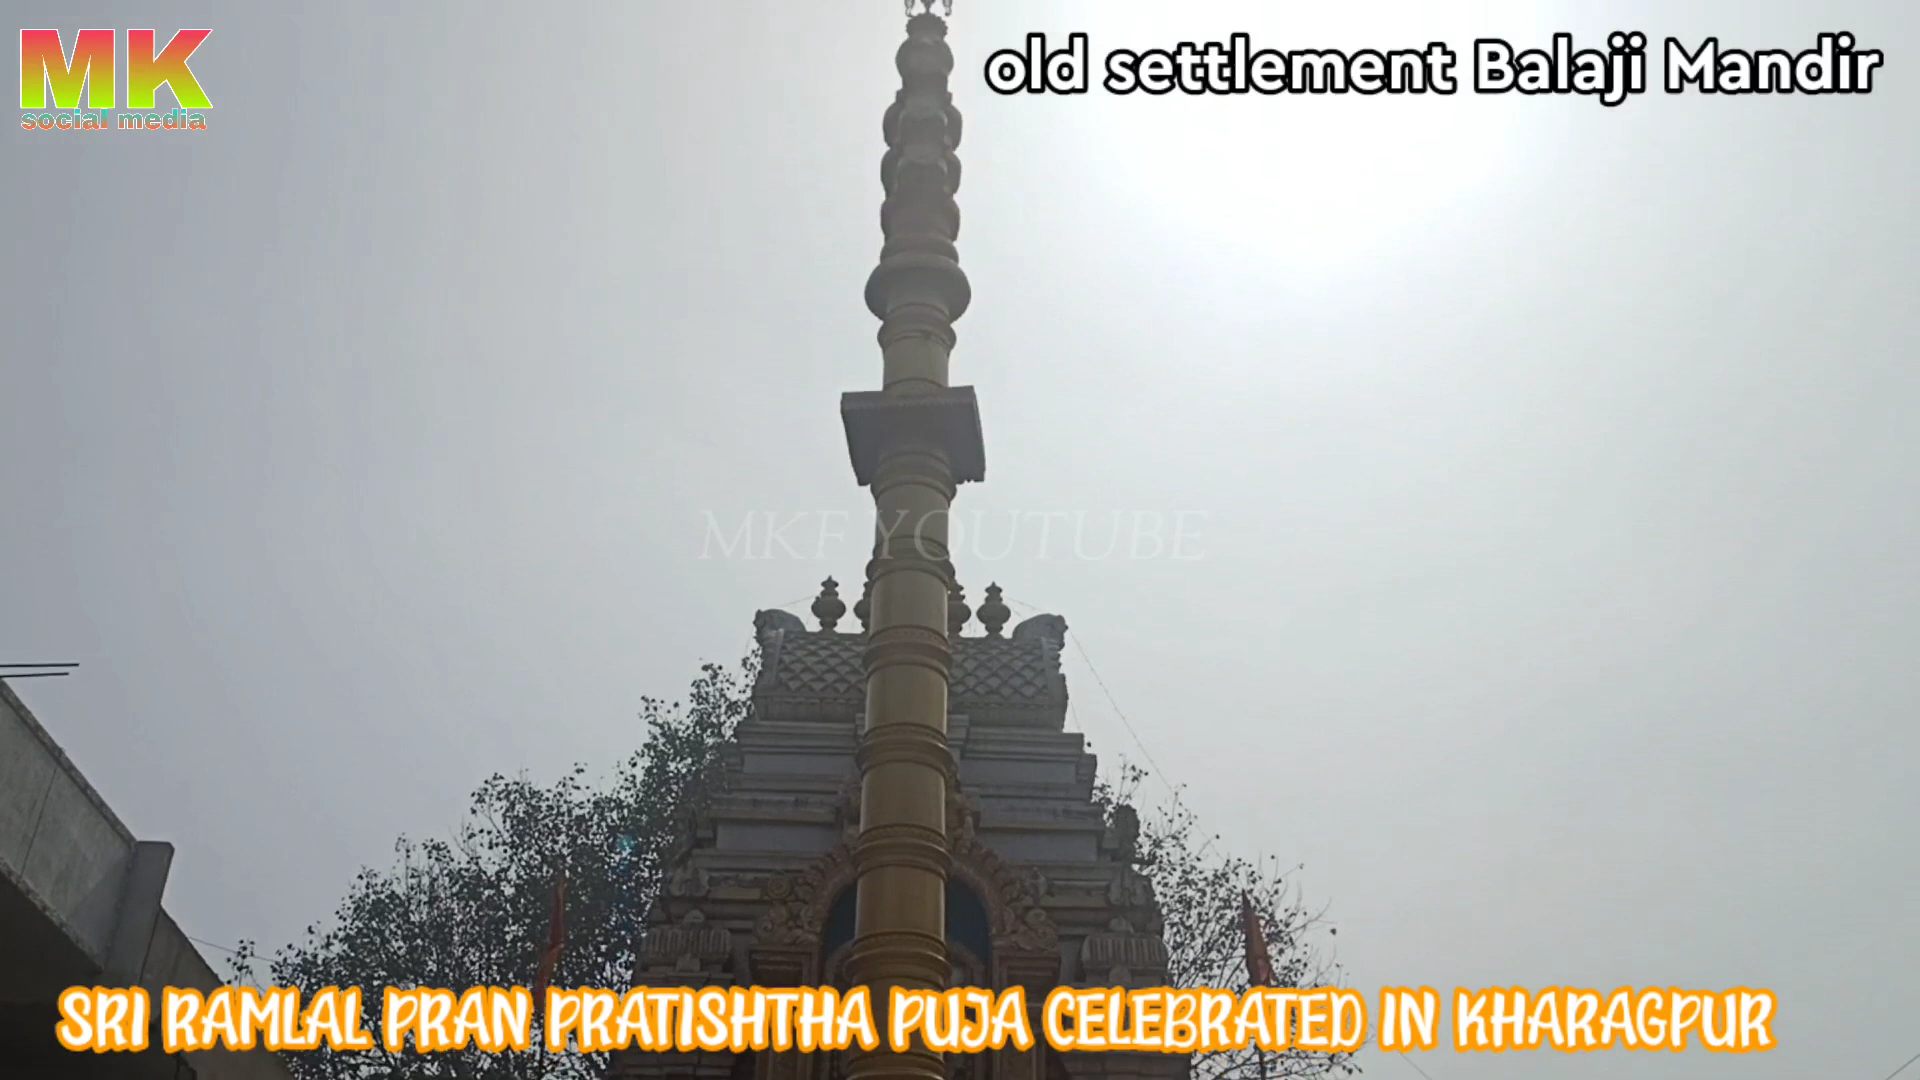 MK
social media
old settlement Balaji Mandir
MKF YOUTUBE
SRI RAMLAL PRAN PRATISHTHA PUJA CELEBRATED IN KHARAGPUR